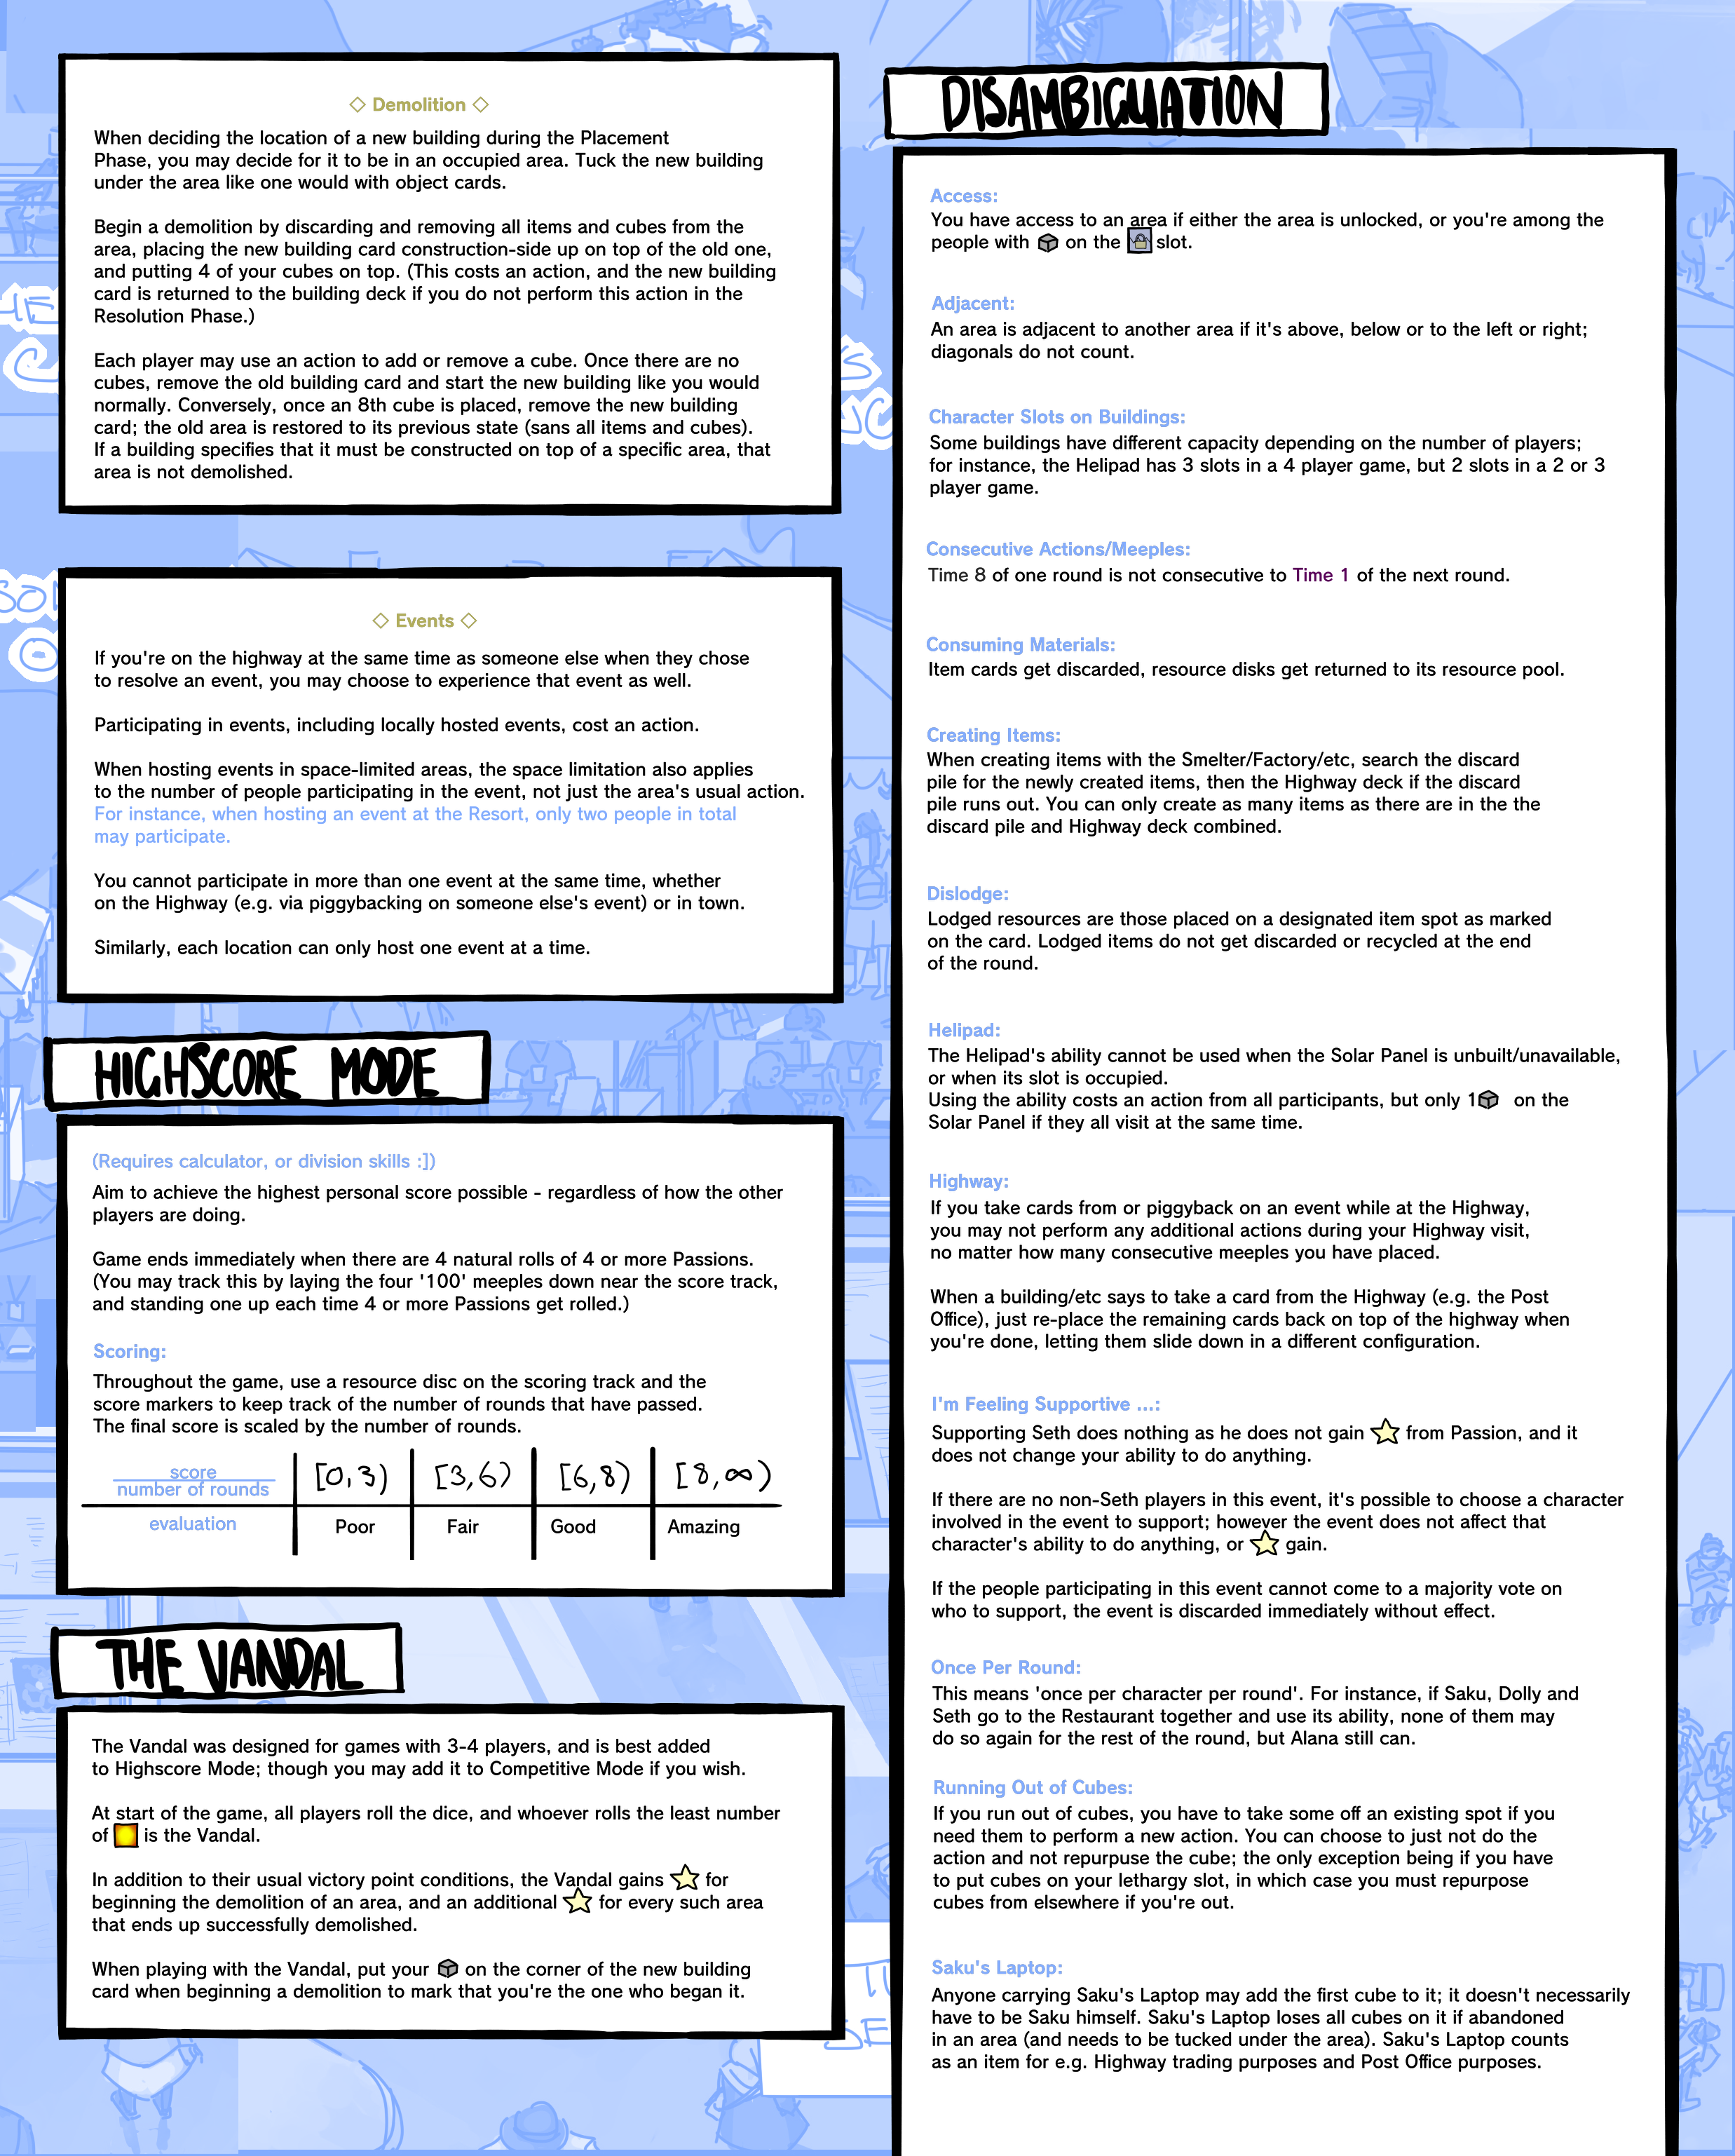 ◇ Demolition ◇
When deciding the location of a new building during the Placement
Phase, you may decide for it to be in an occupied area. Tuck the new building
under the area like one would with object cards.
Begin a demolition by discarding and removing all items and cubes from the
area, placing the new building card construction-side up on top of the old one,
and putting 4 of your cubes on top. (This costs an action, and the new building
card is returned to the building deck if you do not perform this action in the
Resolution Phase.)
Each player may use an action to add or remove a cube. Once there are no
cubes, remove the old building card and start the new building like you would
normally. Conversely, once an 8th cube is placed, remove the new building
card; the old area is restored to its previous state (sans all items and cubes).
If a building specifies that it must be constructed on top of a specific area, that
area is not demolished.
◇ Events ◇
If you're on the highway at the same time as someone else when they chose
to resolve an event, you may choose to experience that event as well.
Participating in events, including locally hosted events, cost an action.
When hosting events in space-limited areas, the space limitation also applies
to the number of people participating in the event, not just the area's usual action.
For instance, when hosting an event at the Resort, only two people in total
may participate.
You cannot participate in more than one event at the same time, whether
on the Highway (e.g. via piggybacking on someone else's event) or in town.
Similarly, each location can only host one event at a time.
HIGHSCORE MODE
(Requires calculator, or division skills :])
Aim to achieve the highest personal score possible - regardless of how the other
players are doing.
Game ends immediately when there are 4 natural rolls of 4 or more Passions.
(You may track this by laying the four '100' meeples down near the score track,
and standing one up each time 4 or more Passions get rolled.)
Scoring:
Throughout the game, use a resource disc on the scoring track and the
score markers to keep track of the number of rounds that have passed.
The final score is scaled by the number of rounds.
score
number of rounds [0,3) [3,6) [6,8) [8,∞)
evaluation Poor Fair Good Amazing
THE VANDAL
The Vandal was designed for games with 3-4 players, and is best added
to Highscore Mode; though you may add it to Competitive Mode if you wish.
At start of the game, all players roll the dice, and whoever rolls the least number
of is the Vandal.
In addition to their usual victory point conditions, the Vandal gains for
beginning the demolition of an area, and an additional for every such area
that ends up successfully demolished.
When playing with the Vandal, put your on the corner of the new building
card when beginning a demolition to mark that you're the one who began it.
DISAMBIGUATION
Access:
You have access to an area if either the area is unlocked, or you're among the
people with on the slot.
Adjacent:
An area is adjacent to another area if it's above, below or to the left or right;
diagonals do not count.
Character Slots on Buildings:
Some buildings have different capacity depending on the number of players;
for instance, the Helipad has 3 slots in a 4 player game, but 2 slots in a 2 or 3
player game.
Consecutive Actions/Meeples:
Time 8 of one round is not consecutive to Time 1 of the next round.
Consuming Materials:
Item cards get discarded, resource disks get returned to its resource pool.
Creating Items:
When creating items with the Smelter/Factory/etc, search the discard
pile for the newly created items, then the Highway deck if the discard
pile runs out. You can only create as many items as there are in the the
discard pile and Highway deck combined.
Dislodge:
Lodged resources are those placed on a designated item spot as marked
on the card. Lodged items do not get discarded or recycled at the end
of the round.
Helipad:
The Helipad's ability cannot be used when the Solar Panel is unbuilt/unavailable,
or when its slot is occupied.
Using the ability costs an action from all participants, but only 1 on the
Solar Panel if they all visit at the same time.
Highway:
If you take cards from or piggyback on an event while at the Highway,
you may not perform any additional actions during your Highway visit,
no matter how many consecutive meeples you have placed.
When a building/etc says to take a card from the Highway (e.g. the Post
Office), just re-place the remaining cards back on top of the highway when
you're done, letting them slide down in a different configuration.
I'm Feeling Supportive ...:
Supporting Seth does nothing as he does not gain from Passion, and it
does not change your ability to do anything.
If there are no non-Seth players in this event, it's possible to choose a character
involved in the event to support; however the event does not affect that
character's ability to do anything, or gain.
If the people participating in this event cannot come to a majority vote on
who to support, the event is discarded immediately without effect.
Once Per Round:
This means 'once per character per round'. For instance, if Saku, Dolly and
Seth go to the Restaurant together and use its ability, none of them may
do so again for the rest of the round, but Alana still can.
Running Out of Cubes:
If you run out of cubes, you have to take some off an existing spot if you
need them to perform a new action. You can choose to just not do the
action and not repurpuse the cube; the only exception being if you have
to put cubes on your lethargy slot, in which case you must repurpose
cubes from elsewhere if you're out.
Saku's Laptop:
Anyone carrying Saku's Laptop may add the first cube to it; it doesn't necessarily
have to be Saku himself. Saku's Laptop loses all cubes on it if abandoned
in an area (and needs to be tucked under the area). Saku's Laptop counts
as an item for e.g. Highway trading purposes and Post Office purposes.